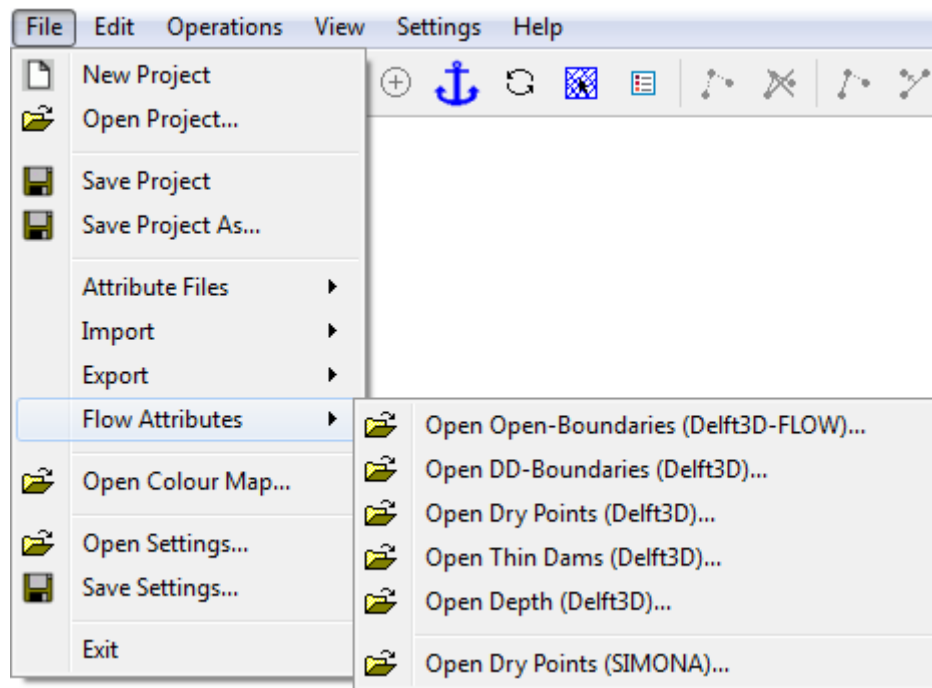 File Edit Operations View Settings Help
New Project
Open Project...
Save Project
Save Project As...
Attribute Files
Import
Export
Flow Attributes
Open Colour Map...
Open Settings...
Save Settings...
Exit
Open Open-Boundaries (Delft3D-FLOW)...
Open DD-Boundaries (Delft3D)...
Open Dry Points (Delft3D)...
Open Thin Dams (Delft3D)...
Open Depth (Delft3D)...
Open Dry Points (SIMONA)...